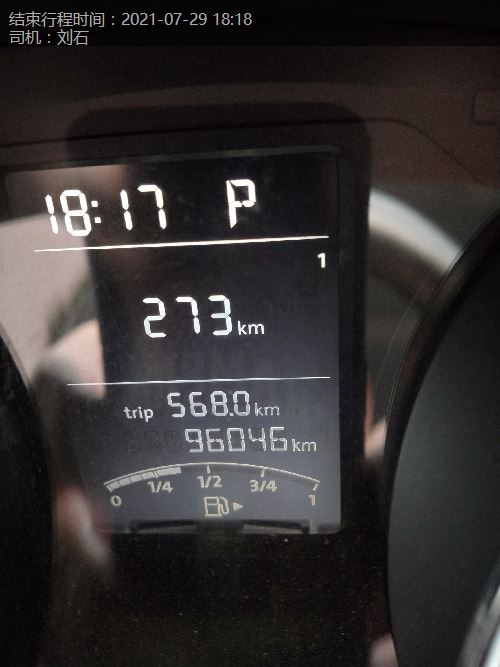 结束行程时间：2021-07-29 18:18
司机：刘石
18:17 P
1
273 km
trip 568.0 km
96046 km
0 1/4 1/2 3/4 1